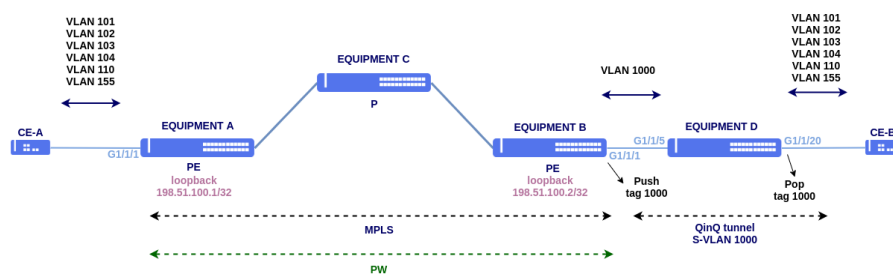 VLAN 101
VLAN 102
VLAN 103
VLAN 104
VLAN 110
VLAN 155
VLAN 101
VLAN 102
VLAN 103
VLAN 104
VLAN 110
VLAN 155
EQUIPMENT C
P
VLAN 1000
CE-A
EQUIPMENT A
G1/1/1
PE
loopback
198.51.100.1/32
EQUIPMENT B
G1/1/1
PE
loopback
198.51.100.2/32
G1/1/5
EQUIPMENT D
G1/1/20
Push
tag 1000
Pop
tag 1000
MPLS
QinQ tunnel
S-VLAN 1000
PW